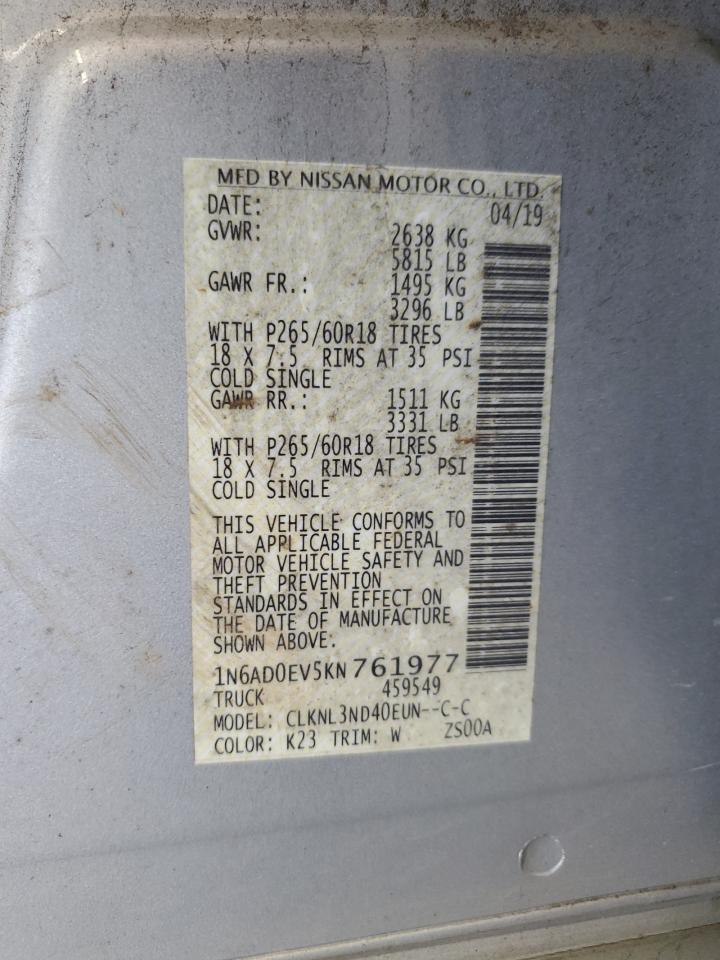 MFD BY NISSAN MOTOR CO., LTD.
DATE: 04/19
GVWR: 2638 KG
5815 LB
GAWR FR.: 1495 KG
3296 LB
WITH P265/60R18 TIRES
18 X 7.5 RIMS AT 35 PSI
COLD SINGLE
GAWR RR.: 1511 KG
3331 LB
WITH P265/60R18 TIRES
18 X 7.5 RIMS AT 35 PSI
COLD SINGLE
THIS VEHICLE CONFORMS TO
ALL APPLICABLE FEDERAL
MOTOR VEHICLE SAFETY AND
THEFT PREVENTION
STANDARDS IN EFFECT ON
THE DATE OF MANUFACTURE
SHOWN ABOVE:
1N6AD0EV5KN761977
TRUCK 459549
MODEL: CLKNL3ND40EUN--C-C
COLOR: K23 TRIM: W ZS00A